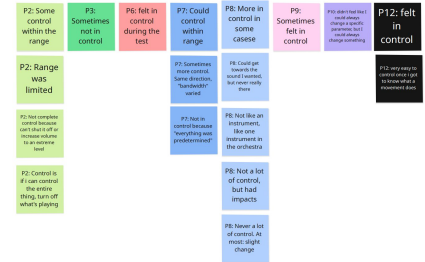 P2: Some
control
within the
range
P2: Range
was
limited
P2: Not complete
control because
can't shut it off or
increase volume
to an extreme
level
P2: Control is
if i can control
the entire
thing, turn off
what's playing
P3:
Sometimes
not in
control
P6: felt in
control
during the
test
P7: Could
control
within
range
P7: Sometimes
more control.
Same direction,
"bandwidth"
varied
P7: Not in
control because
"everything was
predetermined"
P8: More in
control in
some
casese
P8: Could get
towards the
sound I wanted,
but never really
there
P8: Not like an
instrument,
like one
instrument in
the orchestra
P8: Not a lot
of control,
but had
impacts
P8: Never a lot
of control. At
most: slight
change
P9:
Sometimes
felt in
control
P10: didn't feel like I
could always
change a specific
parameter, but I
could always
change something
P12: felt
in
control
P12: very easy to
control once i got
to know what a
movement does